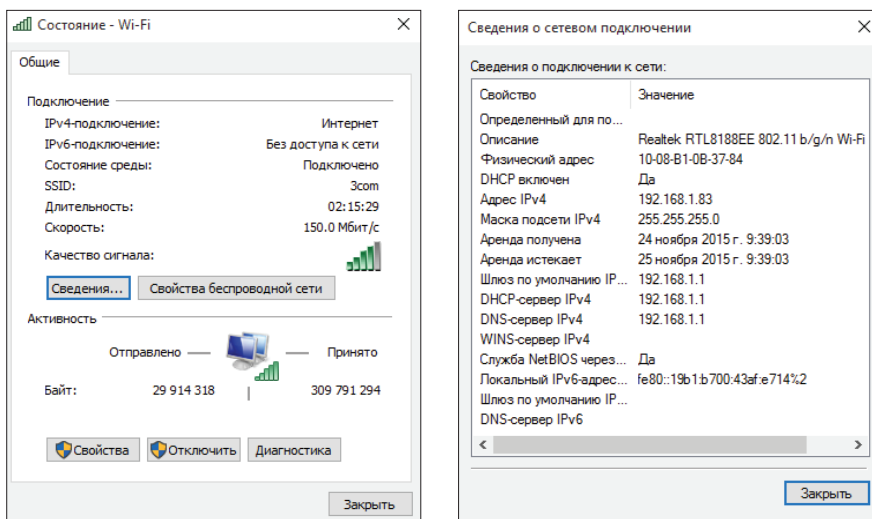 Состояние - Wi-Fi
Общие
Подключение
IPv4-подключение: Интернет
IPv6-подключение: Без доступа к сети
Состояние среды: Подключено
SSID: 3com
Длительность: 02:15:29
Скорость: 150.0 Мбит/с
Качество сигнала:
Сведения... Свойства беспроводной сети
Активность
Отправлено — — Принято
Байт: 29 914 318 | 309 791 294
Свойства Отключить Диагностика
Закрыть
Сведения о сетевом подключении
Сведения о подключении к сети:
Свойство Значение
Определенный для по...
Описание Realtek RTL8188EE 802.11 b/g/n Wi-Fi
Физический адрес 10-08-B1-0B-37-84
DHCP включен Да
Адрес IPv4 192.168.1.83
Маска подсети IPv4 255.255.255.0
Аренда получена 24 ноября 2015 г. 9:39:03
Аренда истекает 25 ноября 2015 г. 9:39:03
Шлюз по умолчанию IP... 192.168.1.1
DHCP-сервер IPv4 192.168.1.1
DNS-сервер IPv4 192.168.1.1
WINS-сервер IPv4
Служба NetBIOS через... Да
Локальный IPv6-адрес... fe80::19b1:b700:43af:e714%2
Шлюз по умолчанию IP...
DNS-сервер IPv6
Закрыть